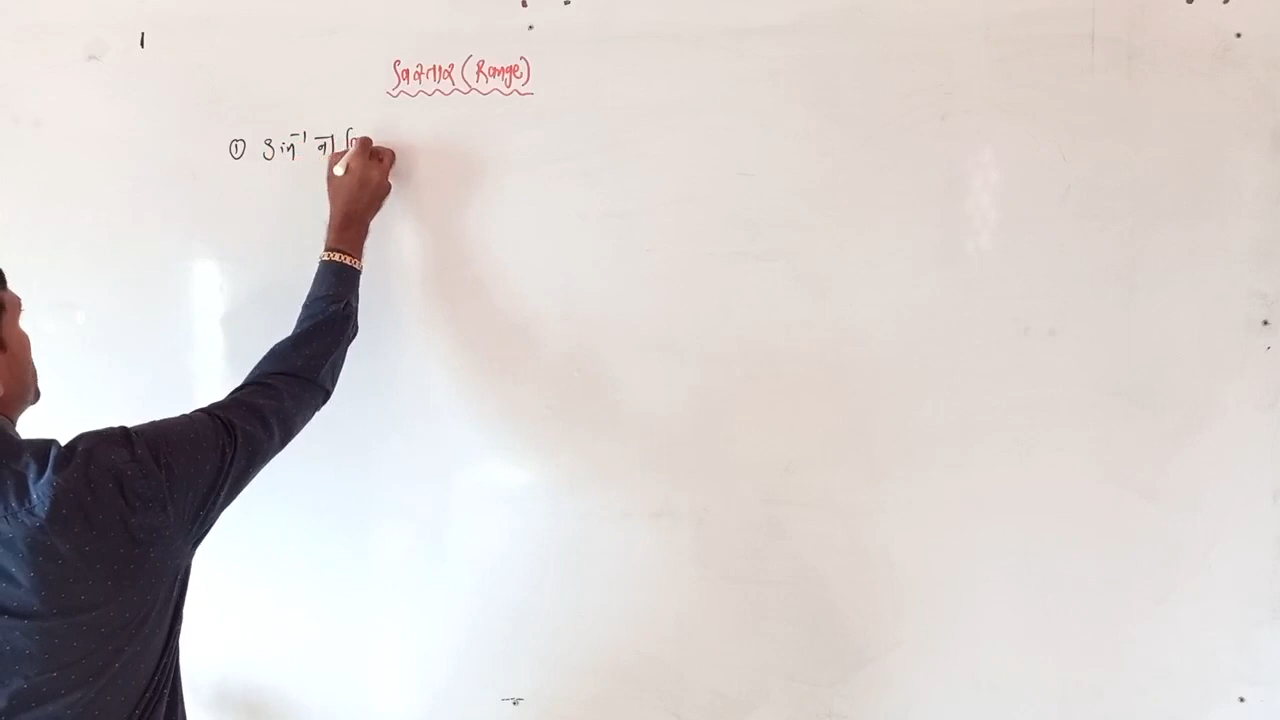 વિસ્તાર (Range)
① sin⁻¹ નો વિ